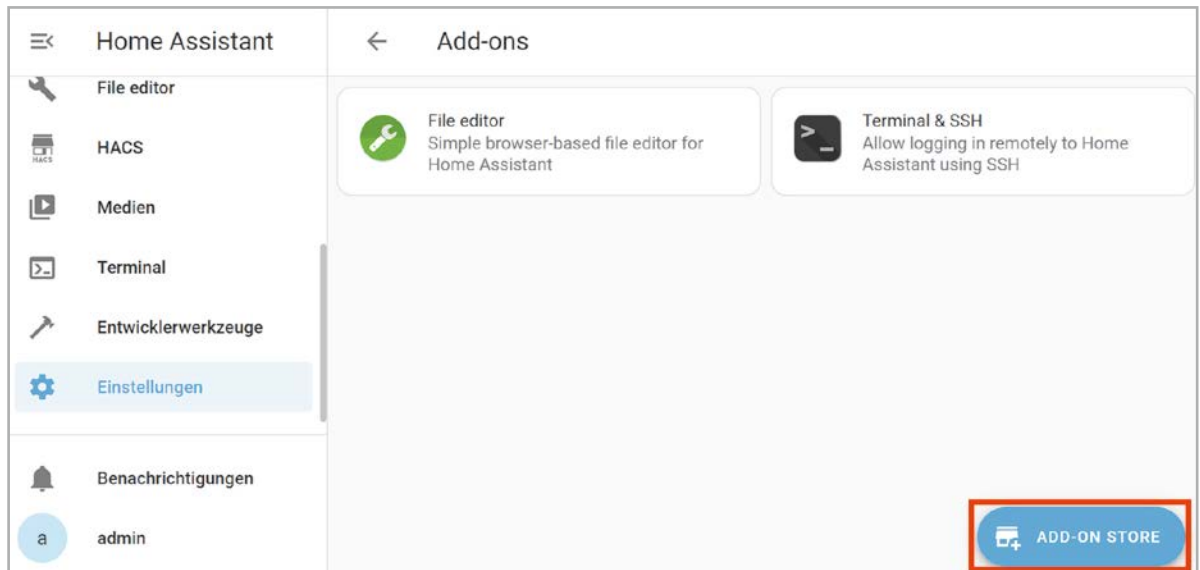 Home Assistant
File editor
HACS
HACS
Medien
Terminal
Entwicklerwerkzeuge
Einstellungen
Benachrichtigungen
a
admin
Add-ons
File editor
Simple browser-based file editor for
Home Assistant
Terminal & SSH
Allow logging in remotely to Home
Assistant using SSH
ADD-ON STORE